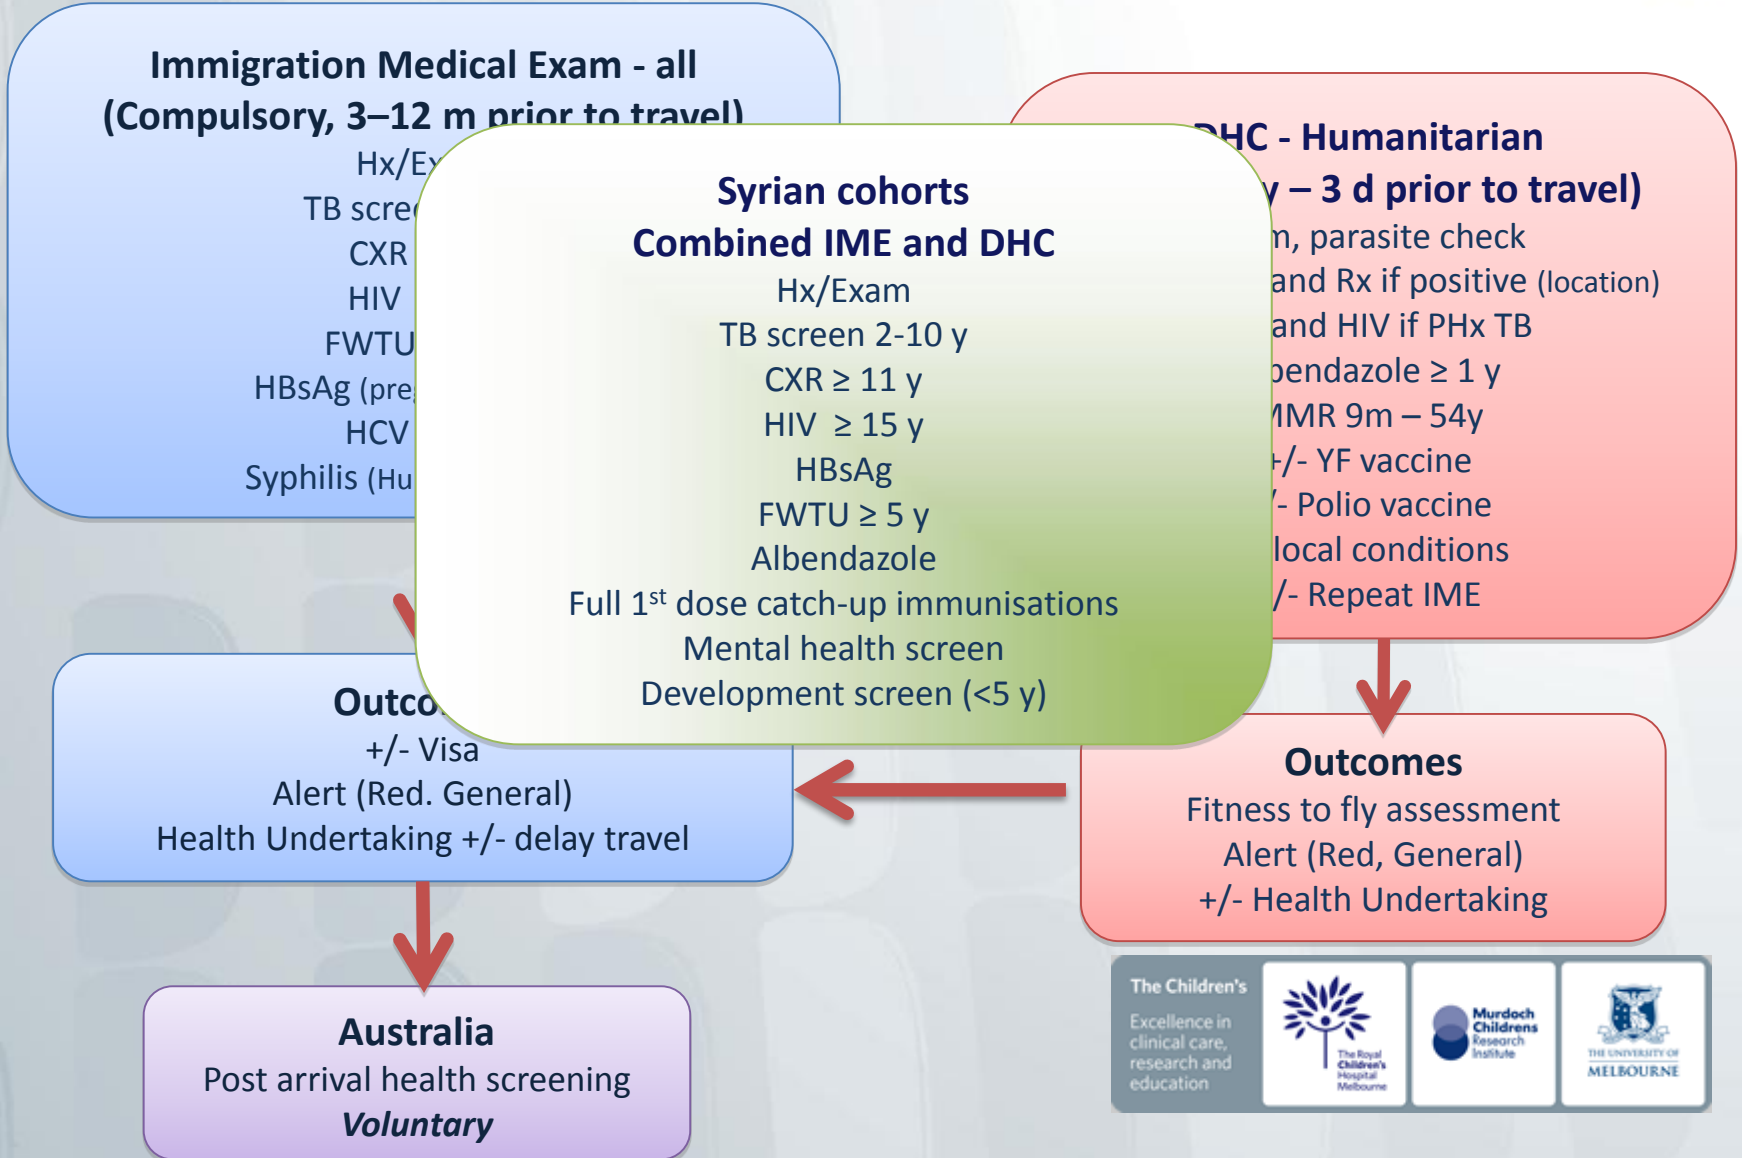 Immigration Medical Exam - all
(Compulsory, 3–12 m prior to travel)
Hx/Ex
TB scree
CXR
HIV
FWTU
HBsAg (preg
HCV
Syphilis (Hu
DHC - Humanitarian
y – 3 d prior to travel)
m, parasite check
and Rx if positive (location)
and HIV if PHx TB
bendazole ≥ 1 y
MMR 9m – 54y
+/- YF vaccine
/- Polio vaccine
local conditions
/- Repeat IME
Syrian cohorts
Combined IME and DHC
Hx/Exam
TB screen 2-10 y
CXR ≥ 11 y
HIV ≥ 15 y
HBsAg
FWTU ≥ 5 y
Albendazole
Full 1st dose catch-up immunisations
Mental health screen
Development screen (<5 y)
Outco
+/- Visa
Alert (Red. General)
Health Undertaking +/- delay travel
Outcomes
Fitness to fly assessment
Alert (Red, General)
+/- Health Undertaking
Australia
Post arrival health screening
Voluntary
The Children's
Excellence in
clinical care,
research and
education
The Royal
Children's
Hospital
Melbourne
Murdoch
Childrens
Research
Institute
THE UNIVERSITY OF
MELBOURNE